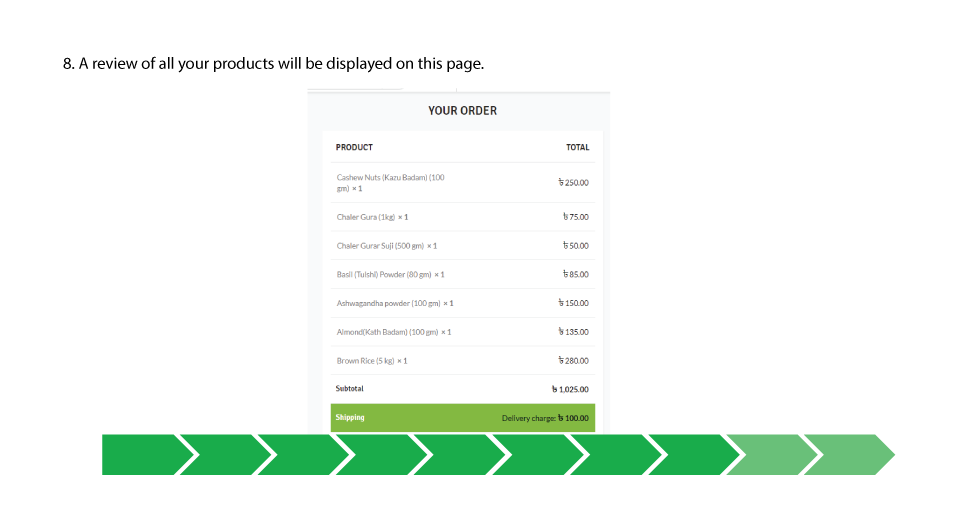 8. A review of all your products will be displayed on this page.
YOUR ORDER
PRODUCT TOTAL
Cashew Nuts (Kazu Badam) (100
gm) × 1 ৳ 250.00
Chaler Gura (1kg) × 1 ৳ 75.00
Chaler Gurar Suji (500 gm) × 1 ৳ 50.00
Basil (Tulshi) Powder (80 gm) × 1 ৳ 85.00
Ashwagandha powder (100 gm) × 1 ৳ 150.00
Almond(Kath Badam) (100 gm) × 1 ৳ 135.00
Brown Rice (5 kg) × 1 ৳ 280.00
Subtotal ৳ 1,025.00
Shipping Delivery charge: ৳ 100.00